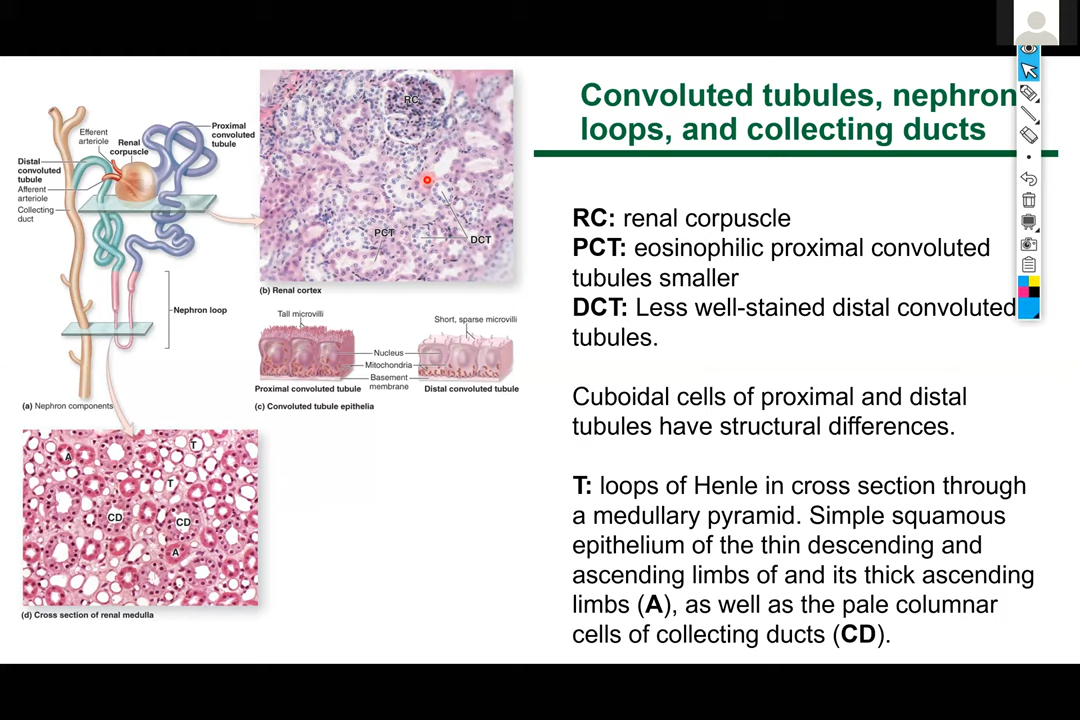 Convoluted tubules, nephron
loops, and collecting ducts
Efferent
arteriole
Renal
corpuscle
Proximal
convoluted
tubule
Distal
convoluted
tubule
Afferent
arteriole
Collecting
duct
Nephron loop
(a) Nephron components
RC
PCT
DCT
(b) Renal cortex
Tall microvilli
Short, sparse microvilli
Nucleus
Mitochondria
Basement
membrane
Proximal convoluted tubule
Distal convoluted tubule
(c) Convoluted tubule epithelia
A
T
T
CD
CD
A
(d) Cross section of renal medulla
RC: renal corpuscle
PCT: eosinophilic proximal convoluted
tubules smaller
DCT: Less well-stained distal convoluted
tubules.
Cuboidal cells of proximal and distal
tubules have structural differences.
T: loops of Henle in cross section through
a medullary pyramid. Simple squamous
epithelium of the thin descending and
ascending limbs of and its thick ascending
limbs (A), as well as the pale columnar
cells of collecting ducts (CD).